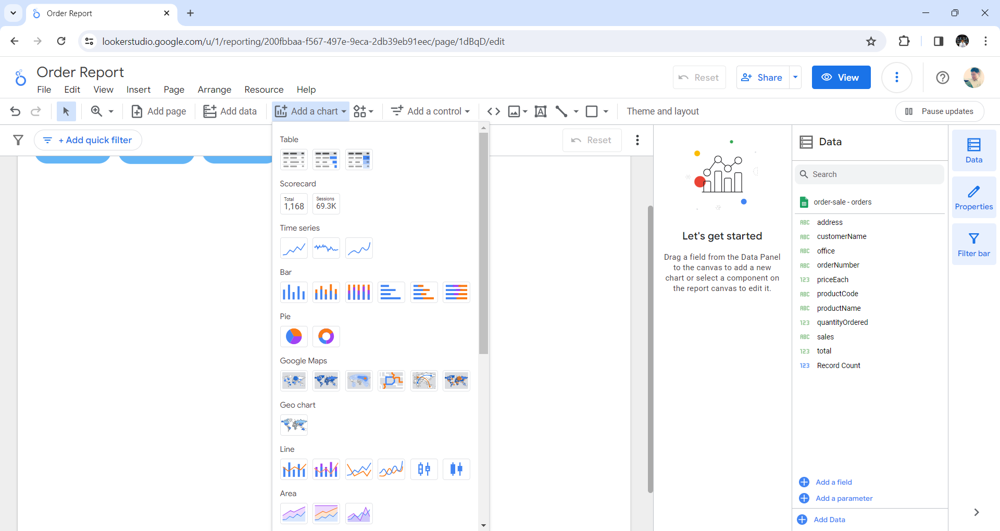 Order Report
lookerstudio.google.com/u/1/reporting/200fbbaa-f567-497e-9eca-2db39eb91eec/page/1dBqD/edit
Order Report
Reset
Share
View
File Edit View Insert Page Arrange Resource Help
Add page
Add data
Add a chart
Add a control
Theme and layout
Pause updates
+ Add quick filter
Reset
Table
Scorecard
Total
1,168
Sessions
69.3K
Time series
Bar
Pie
Google Maps
Geo chart
Line
Area
Let's get started
Drag a field from the Data Panel
to the canvas to add a new
chart or select a component on
the report canvas to edit it.
Data
Search
order-sale - orders
ABC address
ABC customerName
ABC office
ABC orderNumber
123 priceEach
ABC productCode
ABC productName
123 quantityOrdered
ABC sales
123 total
123 Record Count
Add a field
Add a parameter
Add Data
Data
Properties
Filter bar